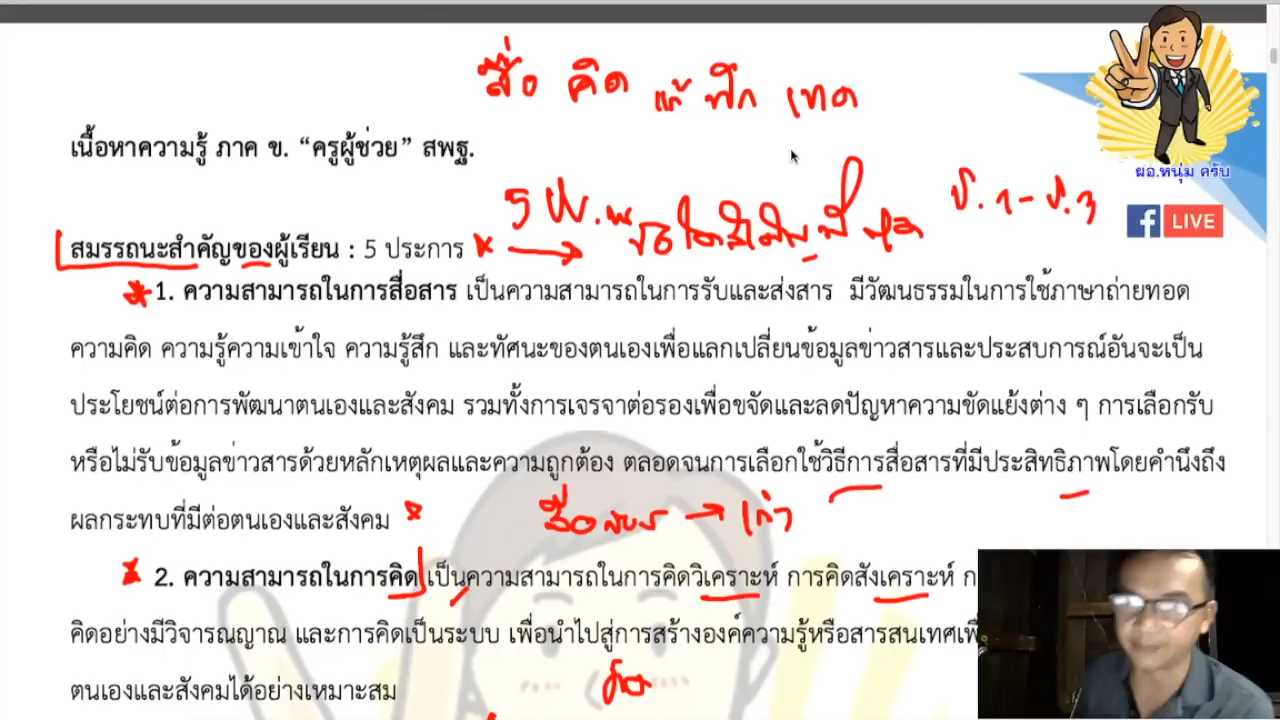 สื่อ คิด แก้ ทัก เทค
เนื้อหาความรู้ ภาค ข. “ครูผู้ช่วย” สพฐ.
ผอ.หนุ่ม ครับ
ป.1-ป.3
LIVE
สมรรถนะสำคัญของผู้เรียน : 5 ประการ
1. ความสามารถในการสื่อสาร เป็นความสามารถในการรับและส่งสาร มีวัฒนธรรมในการใช้ภาษาถ่ายทอด
ความคิด ความรู้ความเข้าใจ ความรู้สึก และทัศนะของตนเองเพื่อแลกเปลี่ยนข้อมูลข่าวสารและประสบการณ์อันจะเป็น
ประโยชน์ต่อการพัฒนาตนเองและสังคม รวมทั้งการเจรจาต่อรองเพื่อขจัดและลดปัญหาความขัดแย้งต่าง ๆ การเลือกรับ
หรือไม่รับข้อมูลข่าวสารด้วยหลักเหตุผลและความถูกต้อง ตลอดจนการเลือกใช้วิธีการสื่อสารที่มีประสิทธิภาพโดยคำนึงถึง
ผลกระทบที่มีต่อตนเองและสังคม
สื่อสาร → เก่า
2. ความสามารถในการคิด เป็นความสามารถในการคิดวิเคราะห์ การคิดสังเคราะห์ ก
คิดอย่างมีวิจารณญาณ และการคิดเป็นระบบ เพื่อนำไปสู่การสร้างองค์ความรู้หรือสารสนเทศเพื่
ตนเองและสังคมได้อย่างเหมาะสม